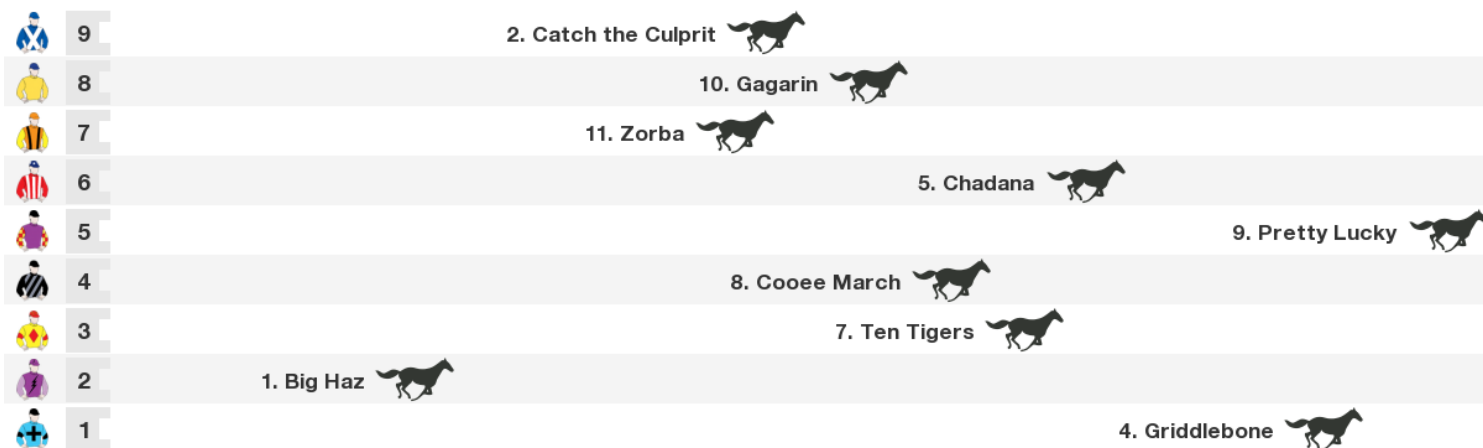 9 2. Catch the Culprit
8 10. Gagarin
7 11. Zorba
6 5. Chadana
5 9. Pretty Lucky
4 8. Cooee March
3 7. Ten Tigers
2 1. Big Haz
1 4. Griddlebone